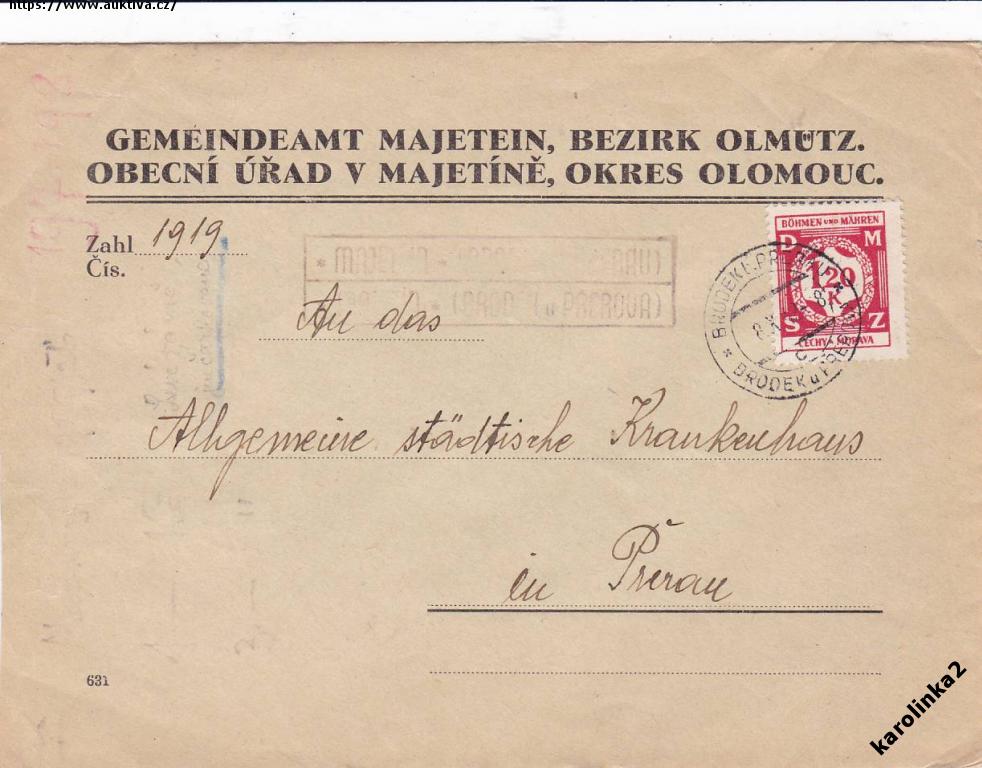 https://www.auktiva.cz/
GEMEINDEAMT MAJETEIN, BEZIRK OLMÜTZ.
OBECNÍ ÚŘAD V MAJETÍNĚ, OKRES OLOMOUC.
Zahl 1919
Čís.
BÖHMEN UND MÄHREN
D M
1.20
K
S Z
ČECHY MORAVA
BRODEK u
(BROD u PŘEROVA)
An das
Allgemeine städtische Krankenhaus
in Prerau
631
karolinka2